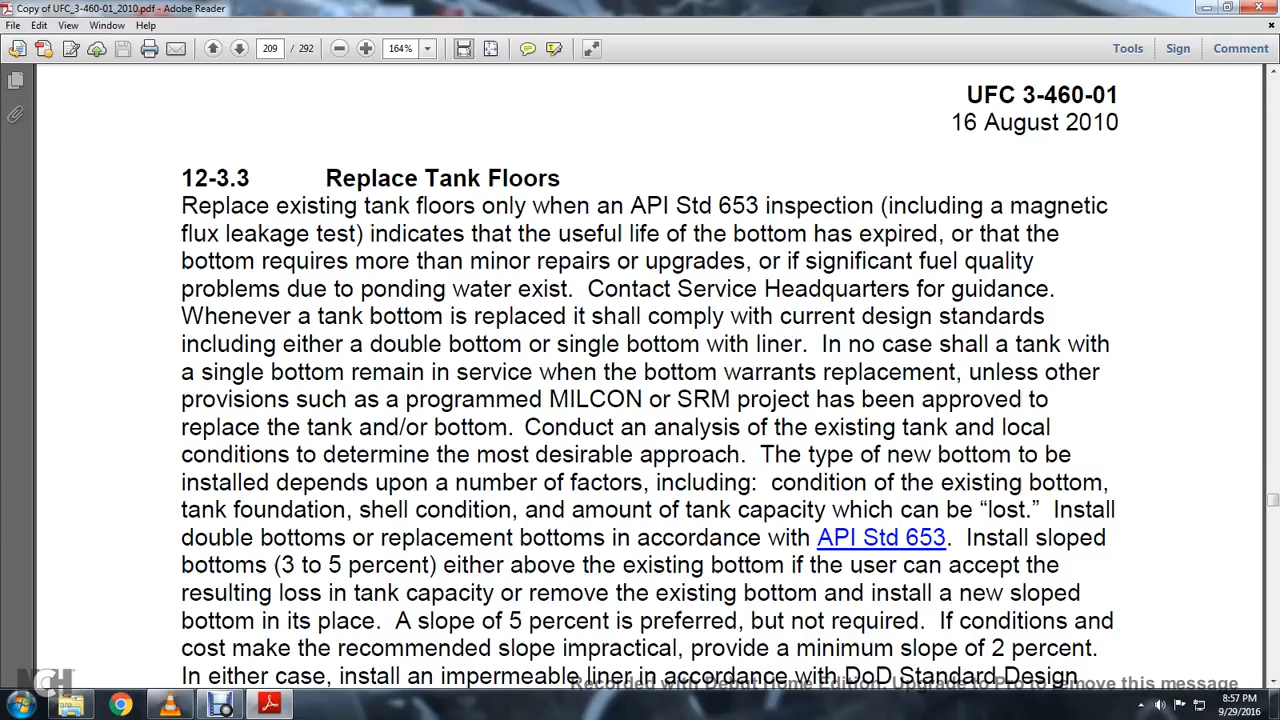 Copy of UFC_3-460-01_2010.pdf - Adobe Reader
File Edit View Window Help
209 / 292 164% Tools Sign Comment
UFC 3-460-01
16 August 2010
12-3.3 Replace Tank Floors
Replace existing tank floors only when an API Std 653 inspection (including a magnetic
flux leakage test) indicates that the useful life of the bottom has expired, or that the
bottom requires more than minor repairs or upgrades, or if significant fuel quality
problems due to ponding water exist. Contact Service Headquarters for guidance.
Whenever a tank bottom is replaced it shall comply with current design standards
including either a double bottom or single bottom with liner. In no case shall a tank with
a single bottom remain in service when the bottom warrants replacement, unless other
provisions such as a programmed MILCON or SRM project has been approved to
replace the tank and/or bottom. Conduct an analysis of the existing tank and local
conditions to determine the most desirable approach. The type of new bottom to be
installed depends upon a number of factors, including: condition of the existing bottom,
tank foundation, shell condition, and amount of tank capacity which can be “lost.” Install
double bottoms or replacement bottoms in accordance with API Std 653. Install sloped
bottoms (3 to 5 percent) either above the existing bottom if the user can accept the
resulting loss in tank capacity or remove the existing bottom and install a new sloped
bottom in its place. A slope of 5 percent is preferred, but not required. If conditions and
cost make the recommended slope impractical, provide a minimum slope of 2 percent.
In either case, install an impermeable liner in accordance with DoD Standard Design
NCH
Recorded with Debut Home Edition. Upgrade to Pro to remove this message
8:57 PM
9/29/2016